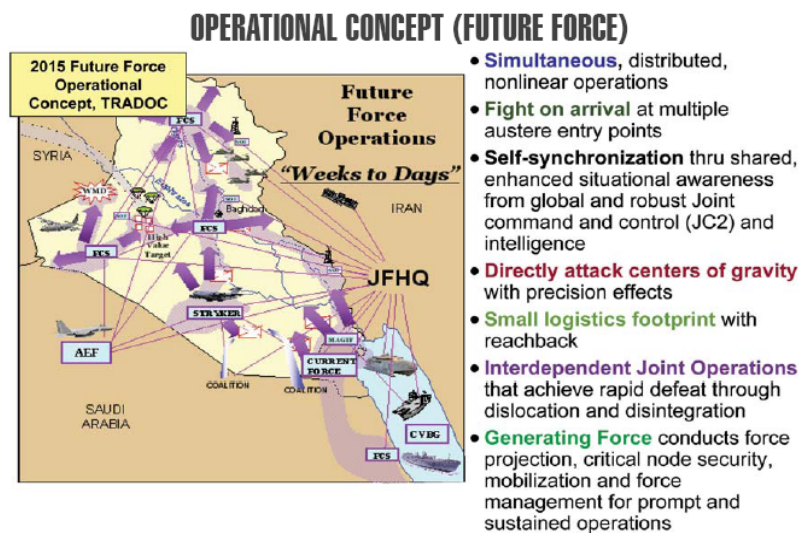 OPERATIONAL CONCEPT (FUTURE FORCE)
2015 Future Force
Operational
Concept, TRADOC
Future
Force
Operations
"Weeks to Days"
SYRIA
IRAN
SAUDI
ARABIA
WMD
Euphrates
Baghdad
High
Value
Target
FCS
FCS
FCS
JFHQ
STRYKER
AEF
MAGTF
CURRENT
FORCE
COALITION
COALITION
CVBG
FCS
• Simultaneous, distributed,
nonlinear operations
• Fight on arrival at multiple
austere entry points
• Self-synchronization thru shared,
enhanced situational awareness
from global and robust Joint
command and control (JC2) and
intelligence
• Directly attack centers of gravity
with precision effects
• Small logistics footprint with
reachback
• Interdependent Joint Operations
that achieve rapid defeat through
dislocation and disintegration
• Generating Force conducts force
projection, critical node security,
mobilization and force
management for prompt and
sustained operations